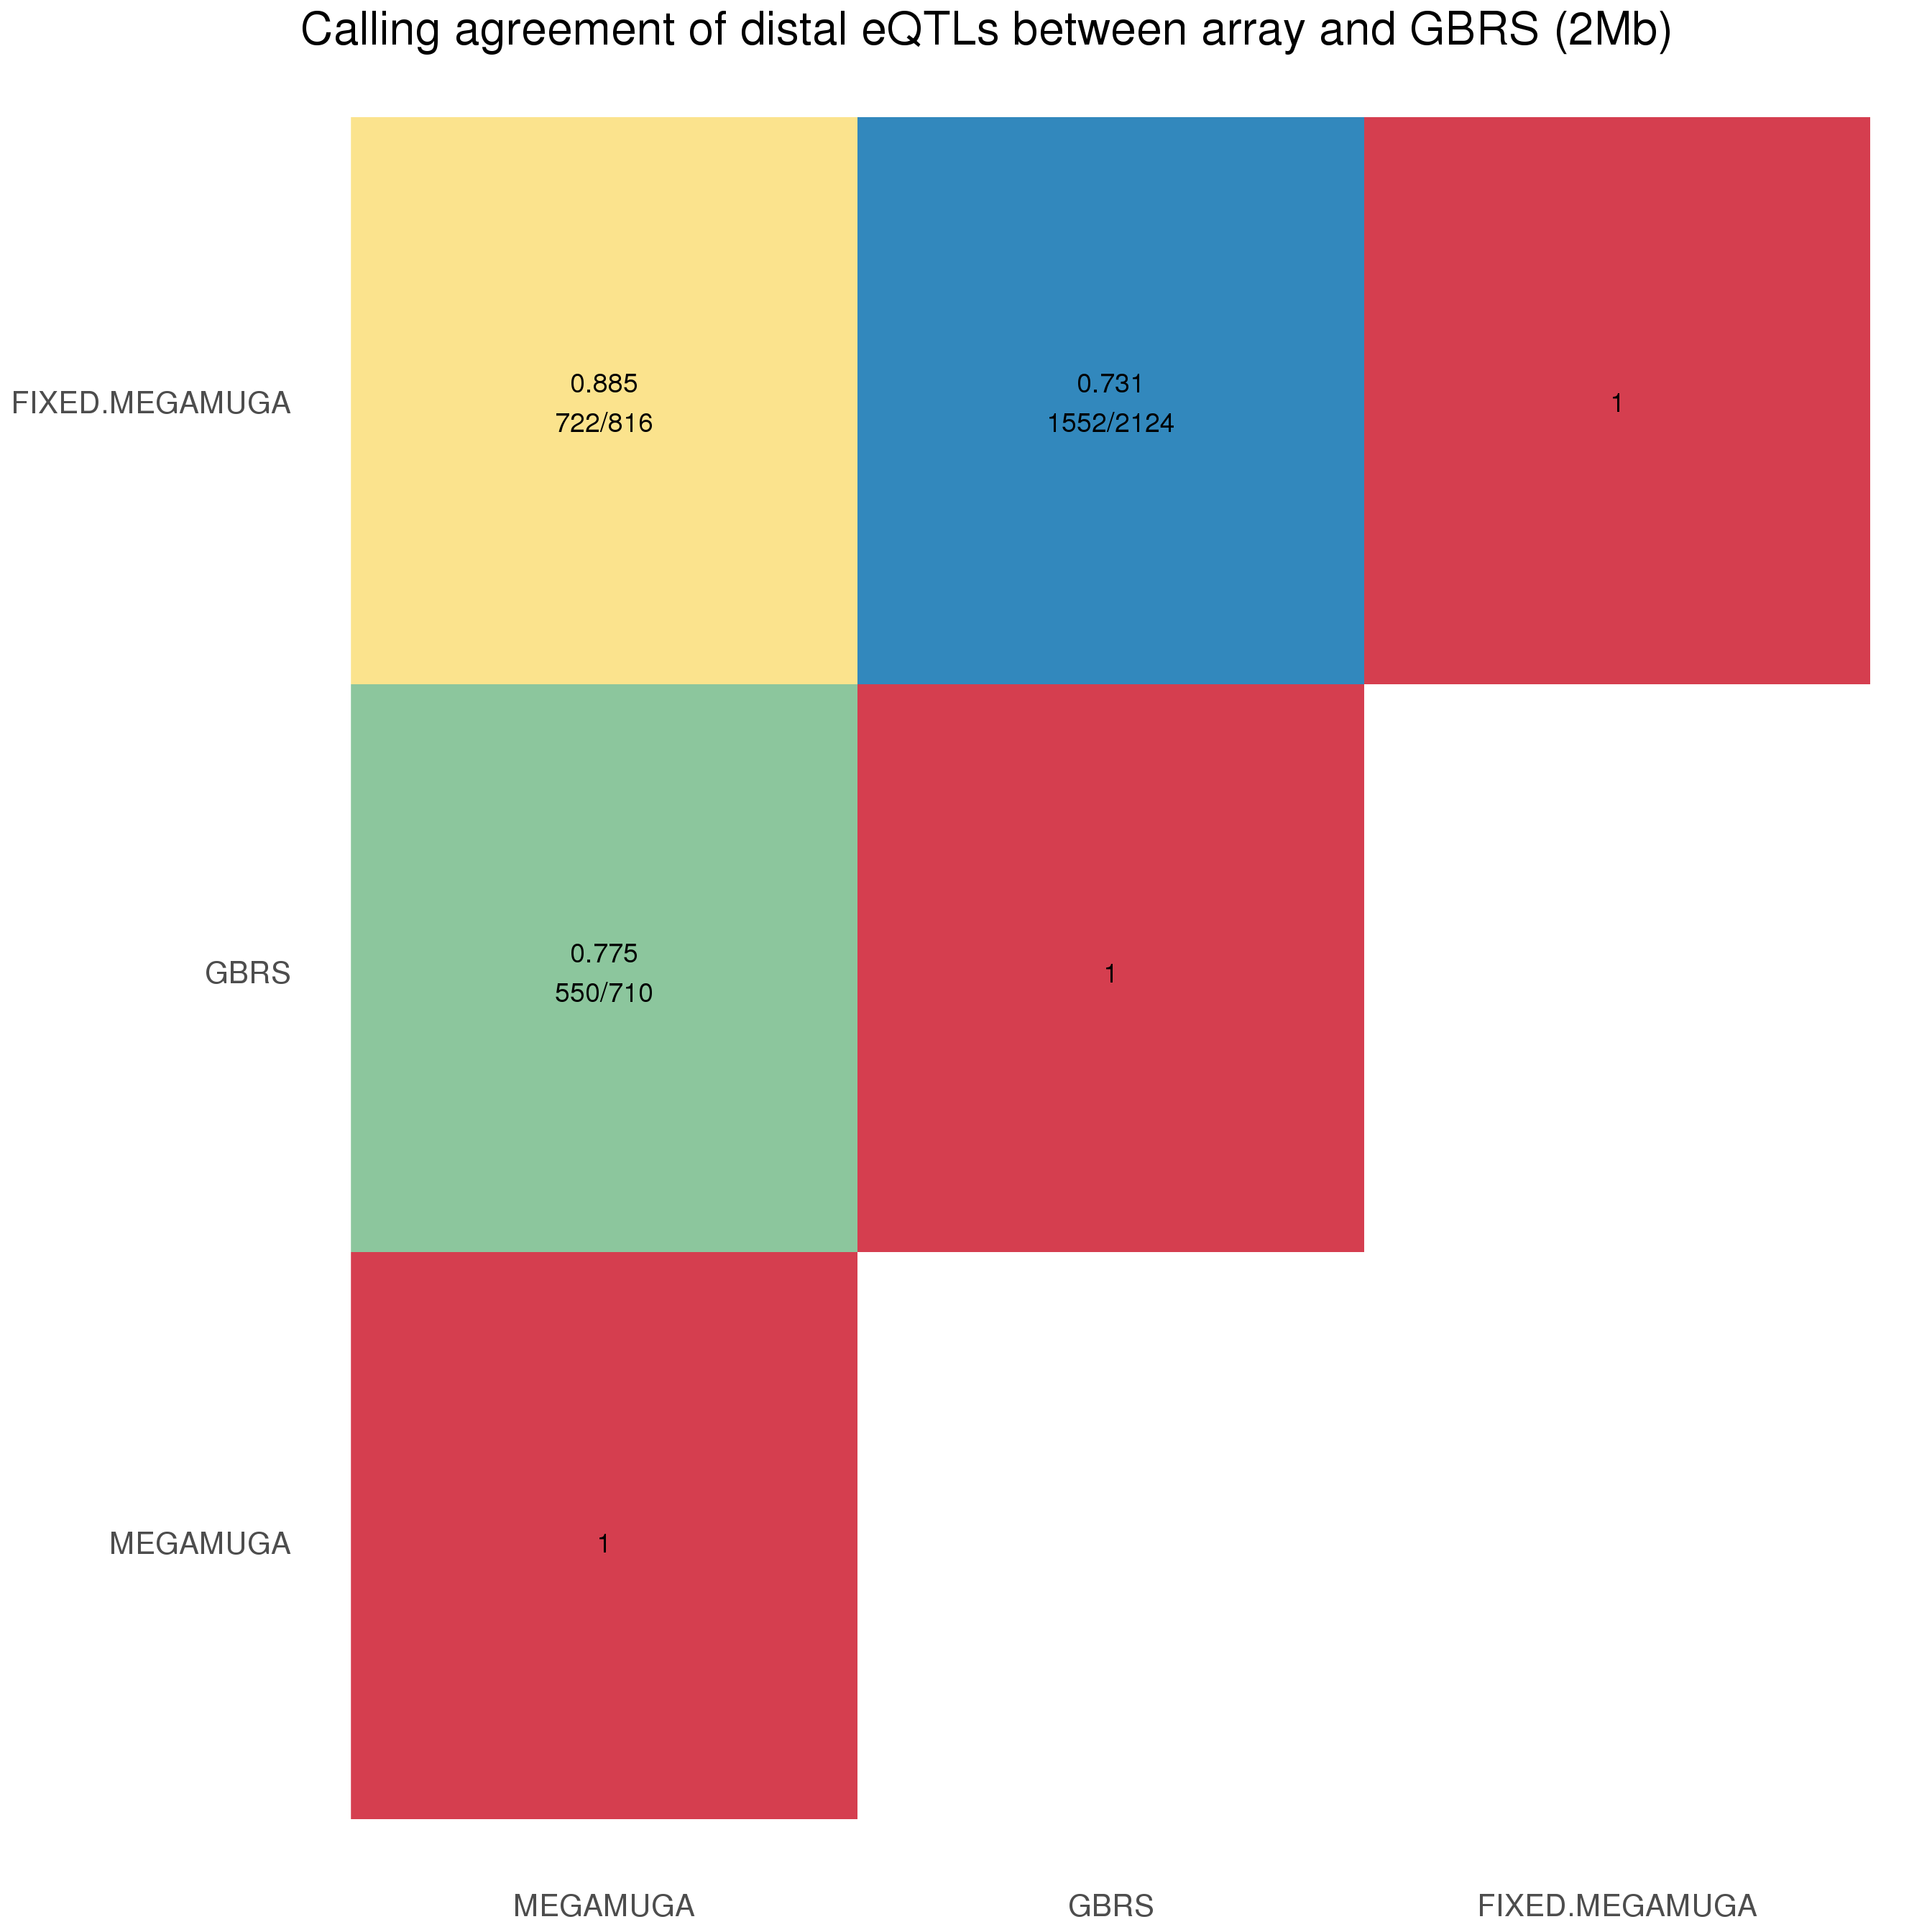 Calling agreement of distal eQTLs between array and GBRS (2Mb)
FIXED.MEGAMUGA
0.885
722/816
0.731
1552/2124
1
GBRS
0.775
550/710
1
MEGAMUGA
1
MEGAMUGA
GBRS
FIXED.MEGAMUGA